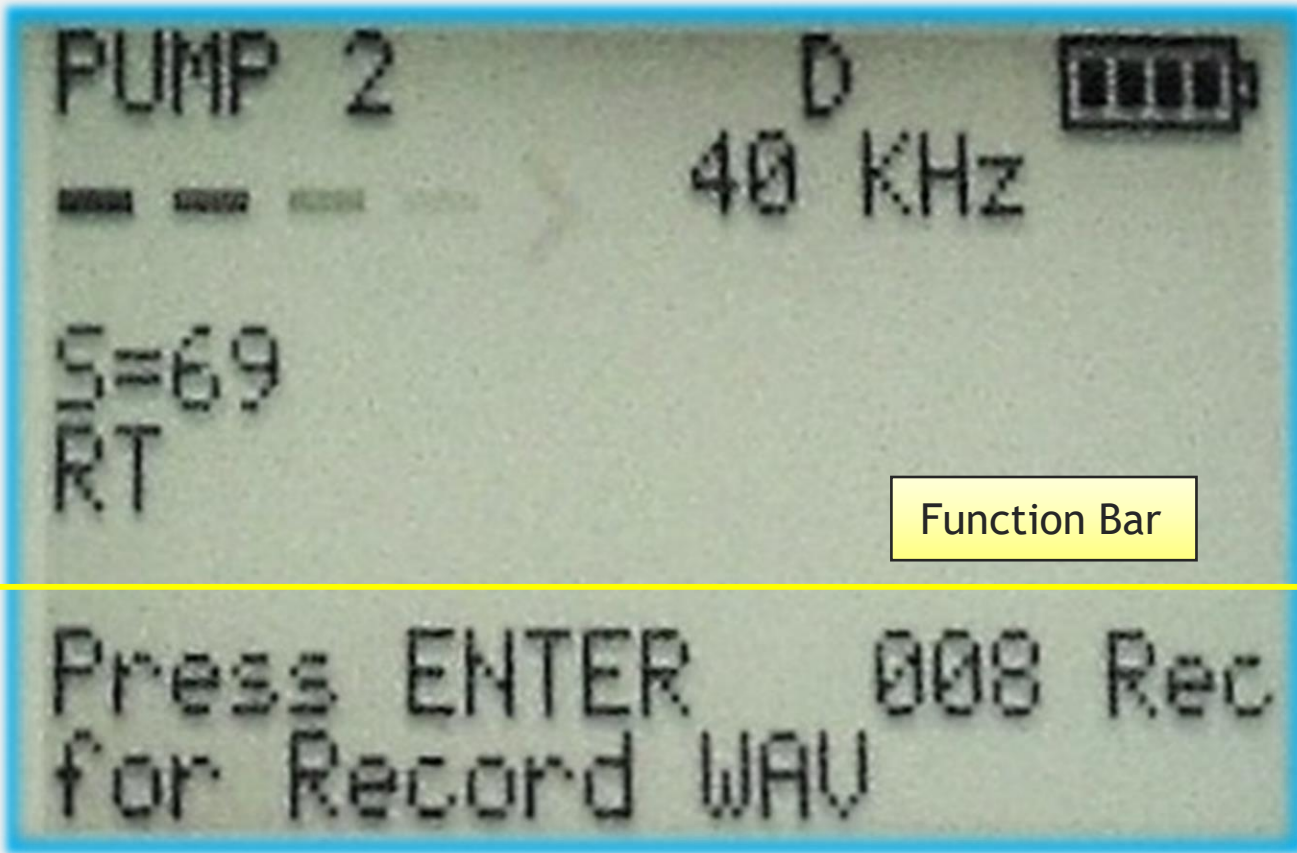 PUMP 2 D
40 KHz
S=69
RT
Function Bar
Press ENTER 008 Rec
for Record WAV